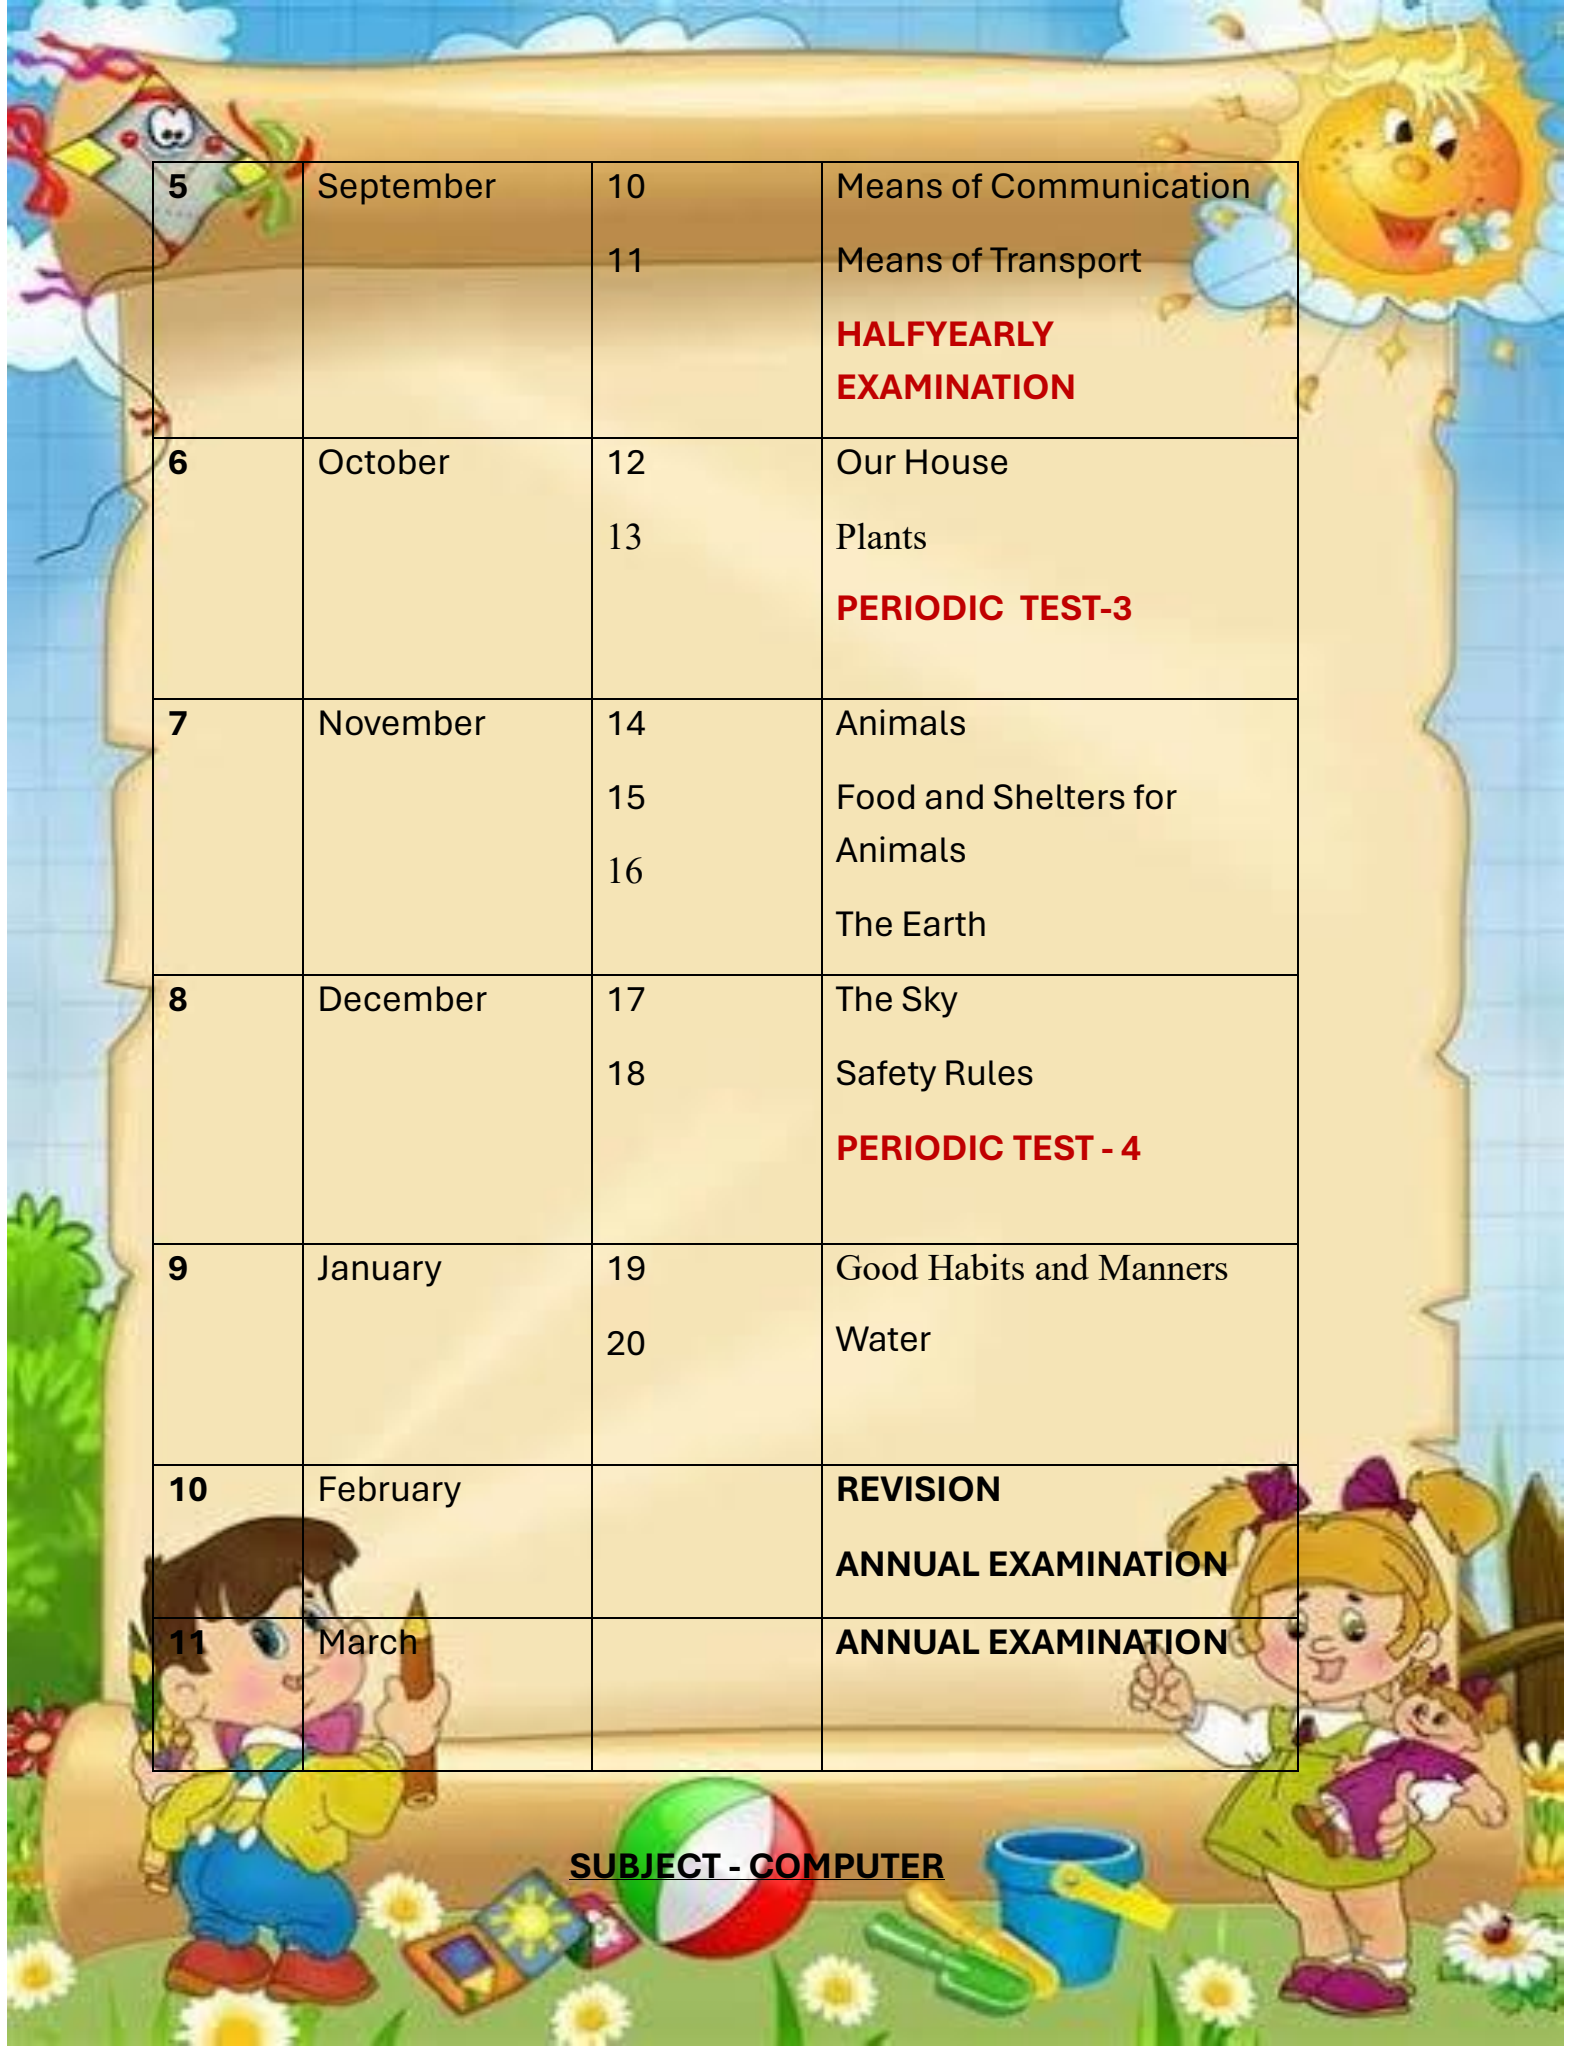 5 September 10 Means of Communication
11 Means of Transport
HALFYEARLY
EXAMINATION
6 October 12 Our House
13 Plants
PERIODIC  TEST-3
7 November 14 Animals
15 Food and Shelters for
Animals
16
The Earth
8 December 17 The Sky
18 Safety Rules
PERIODIC TEST - 4
9 January 19 Good Habits and Manners
20 Water
10 February REVISION
ANNUAL EXAMINATION
11 March ANNUAL EXAMINATION
SUBJECT - COMPUTER